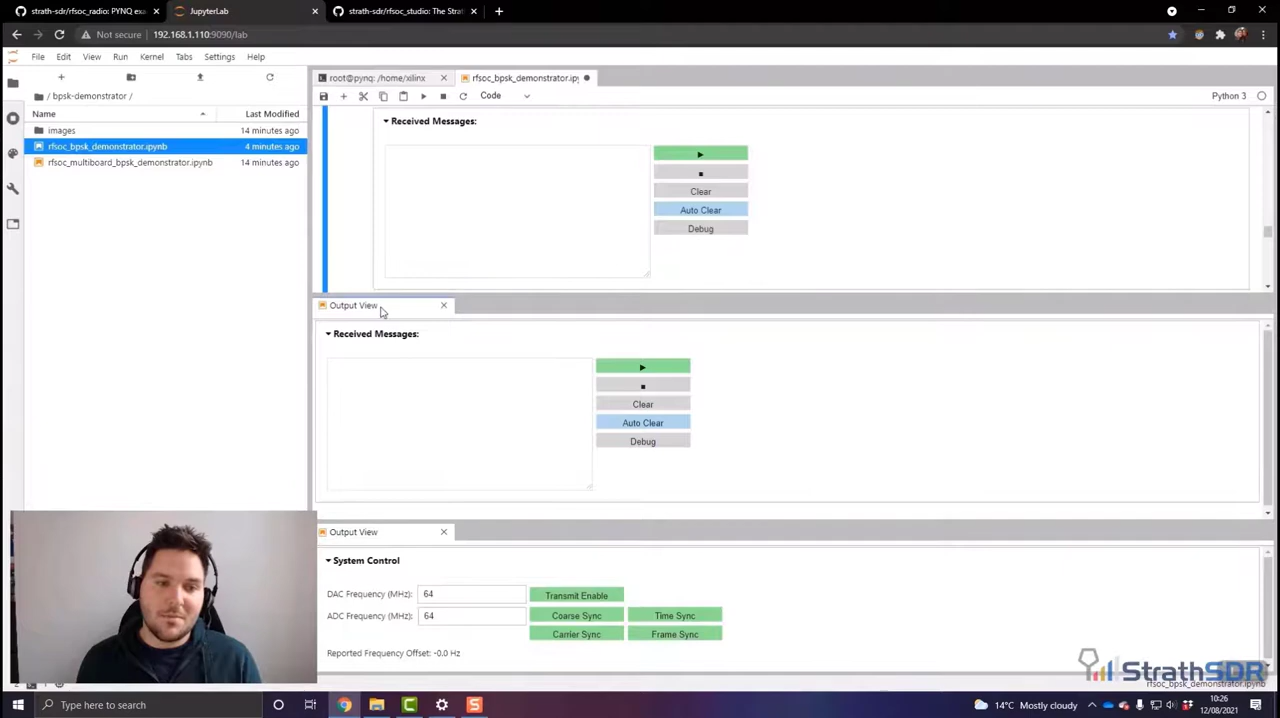 strath-sdr/rfsoc_radio: PYNQ exa
JupyterLab
strath-sdr/rfsoc_studio: The Strat
Not secure 192.168.1.110:9090/lab
File Edit View Run Kernel Tabs Settings Help
root@pynq: /home/xilinx
rfsoc_bpsk_demonstrator.ipy
/ bpsk-demonstrator /
Code
Python 3
Name Last Modified
images 14 minutes ago
rfsoc_bpsk_demonstrator.ipynb 4 minutes ago
rfsoc_multiboard_bpsk_demonstrator.ipynb 14 minutes ago
Received Messages:
Clear
Auto Clear
Debug
Output View
Received Messages:
Clear
Auto Clear
Debug
Output View
System Control
DAC Frequency (MHz): 64 Transmit Enable
ADC Frequency (MHz): 64 Coarse Sync Time Sync
Carrier Sync Frame Sync
Reported Frequency Offset: -0.0 Hz
StrathSDR
rfsoc_bpsk_demonstrator.ipynb
Type here to search
14°C Mostly cloudy
10:26
12/08/2021